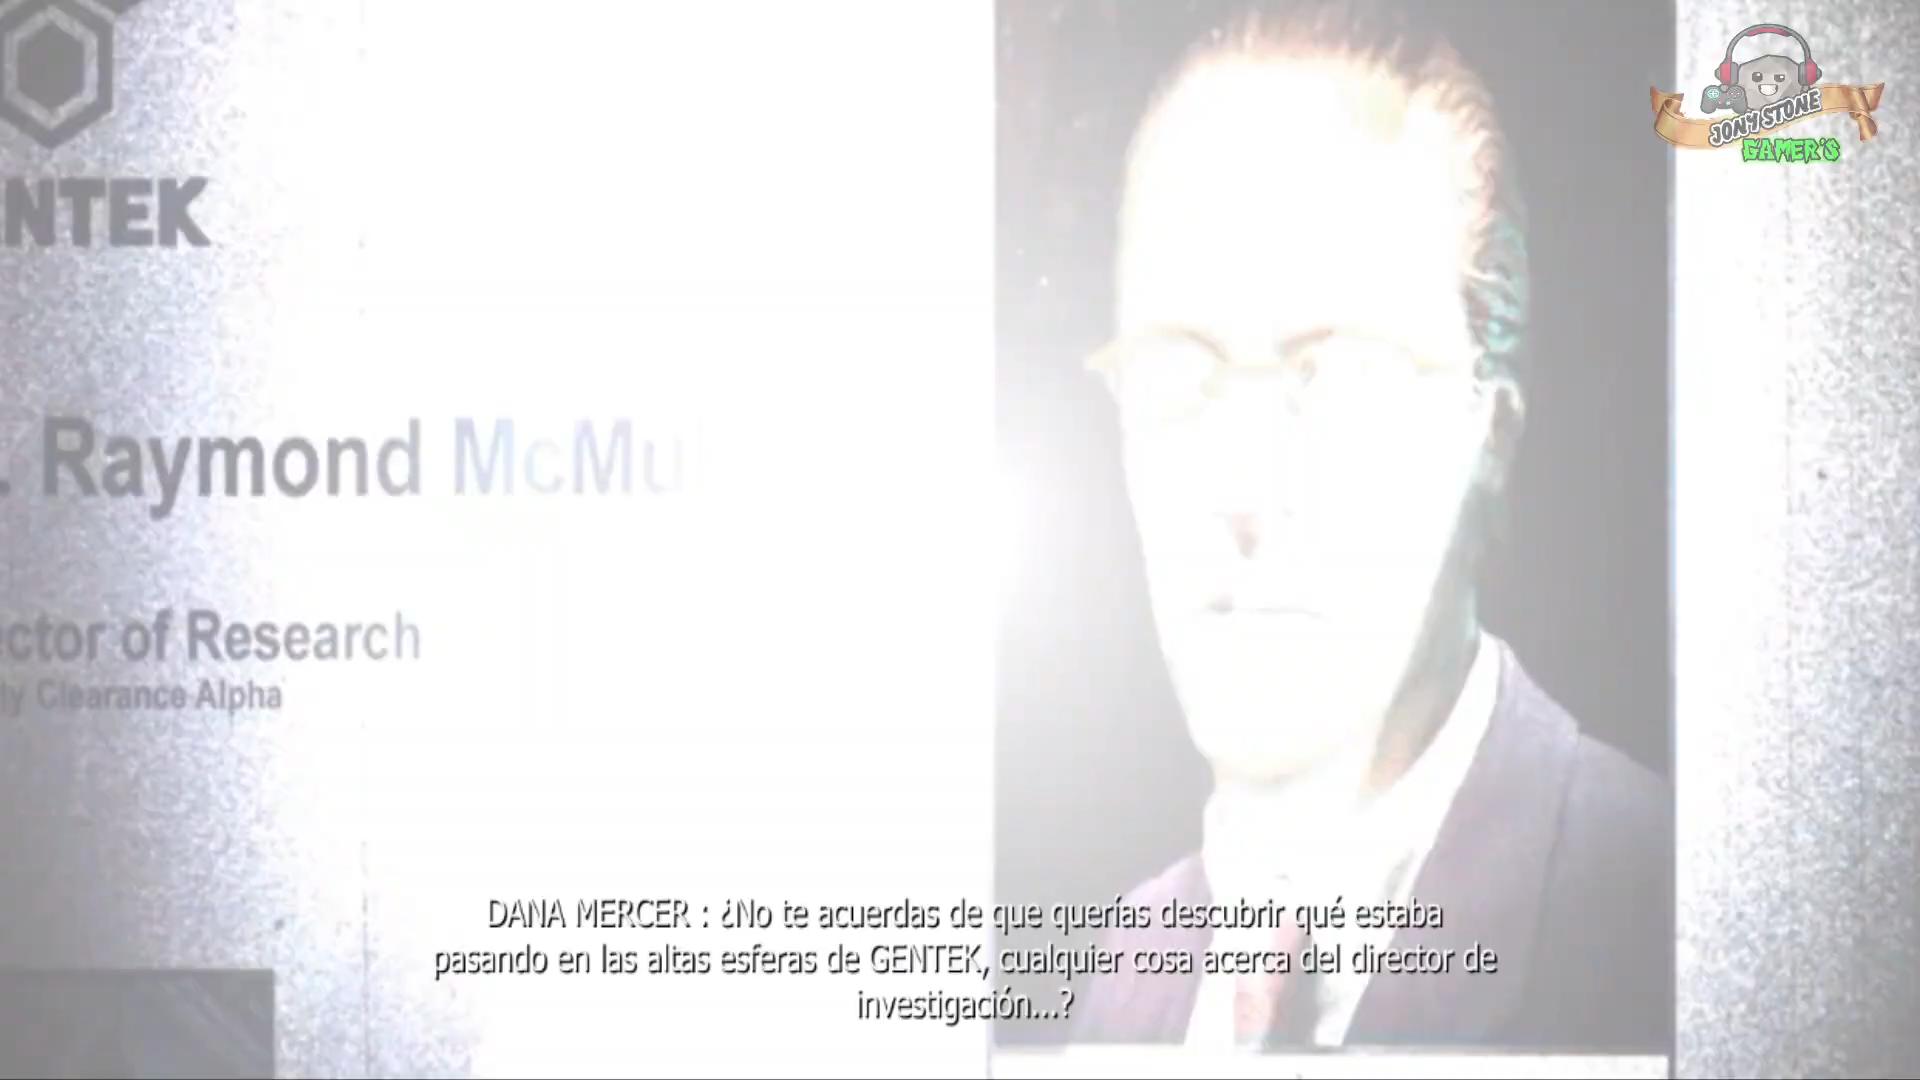 JONY STONE
GAMER'S
NTEK
. Raymond McMu
ctor of Research
ty Clearance Alpha
DANA MERCER : ¿No te acuerdas de que querías descubrir qué estaba
pasando en las altas esferas de GENTEK, cualquier cosa acerca del director de
investigación...?